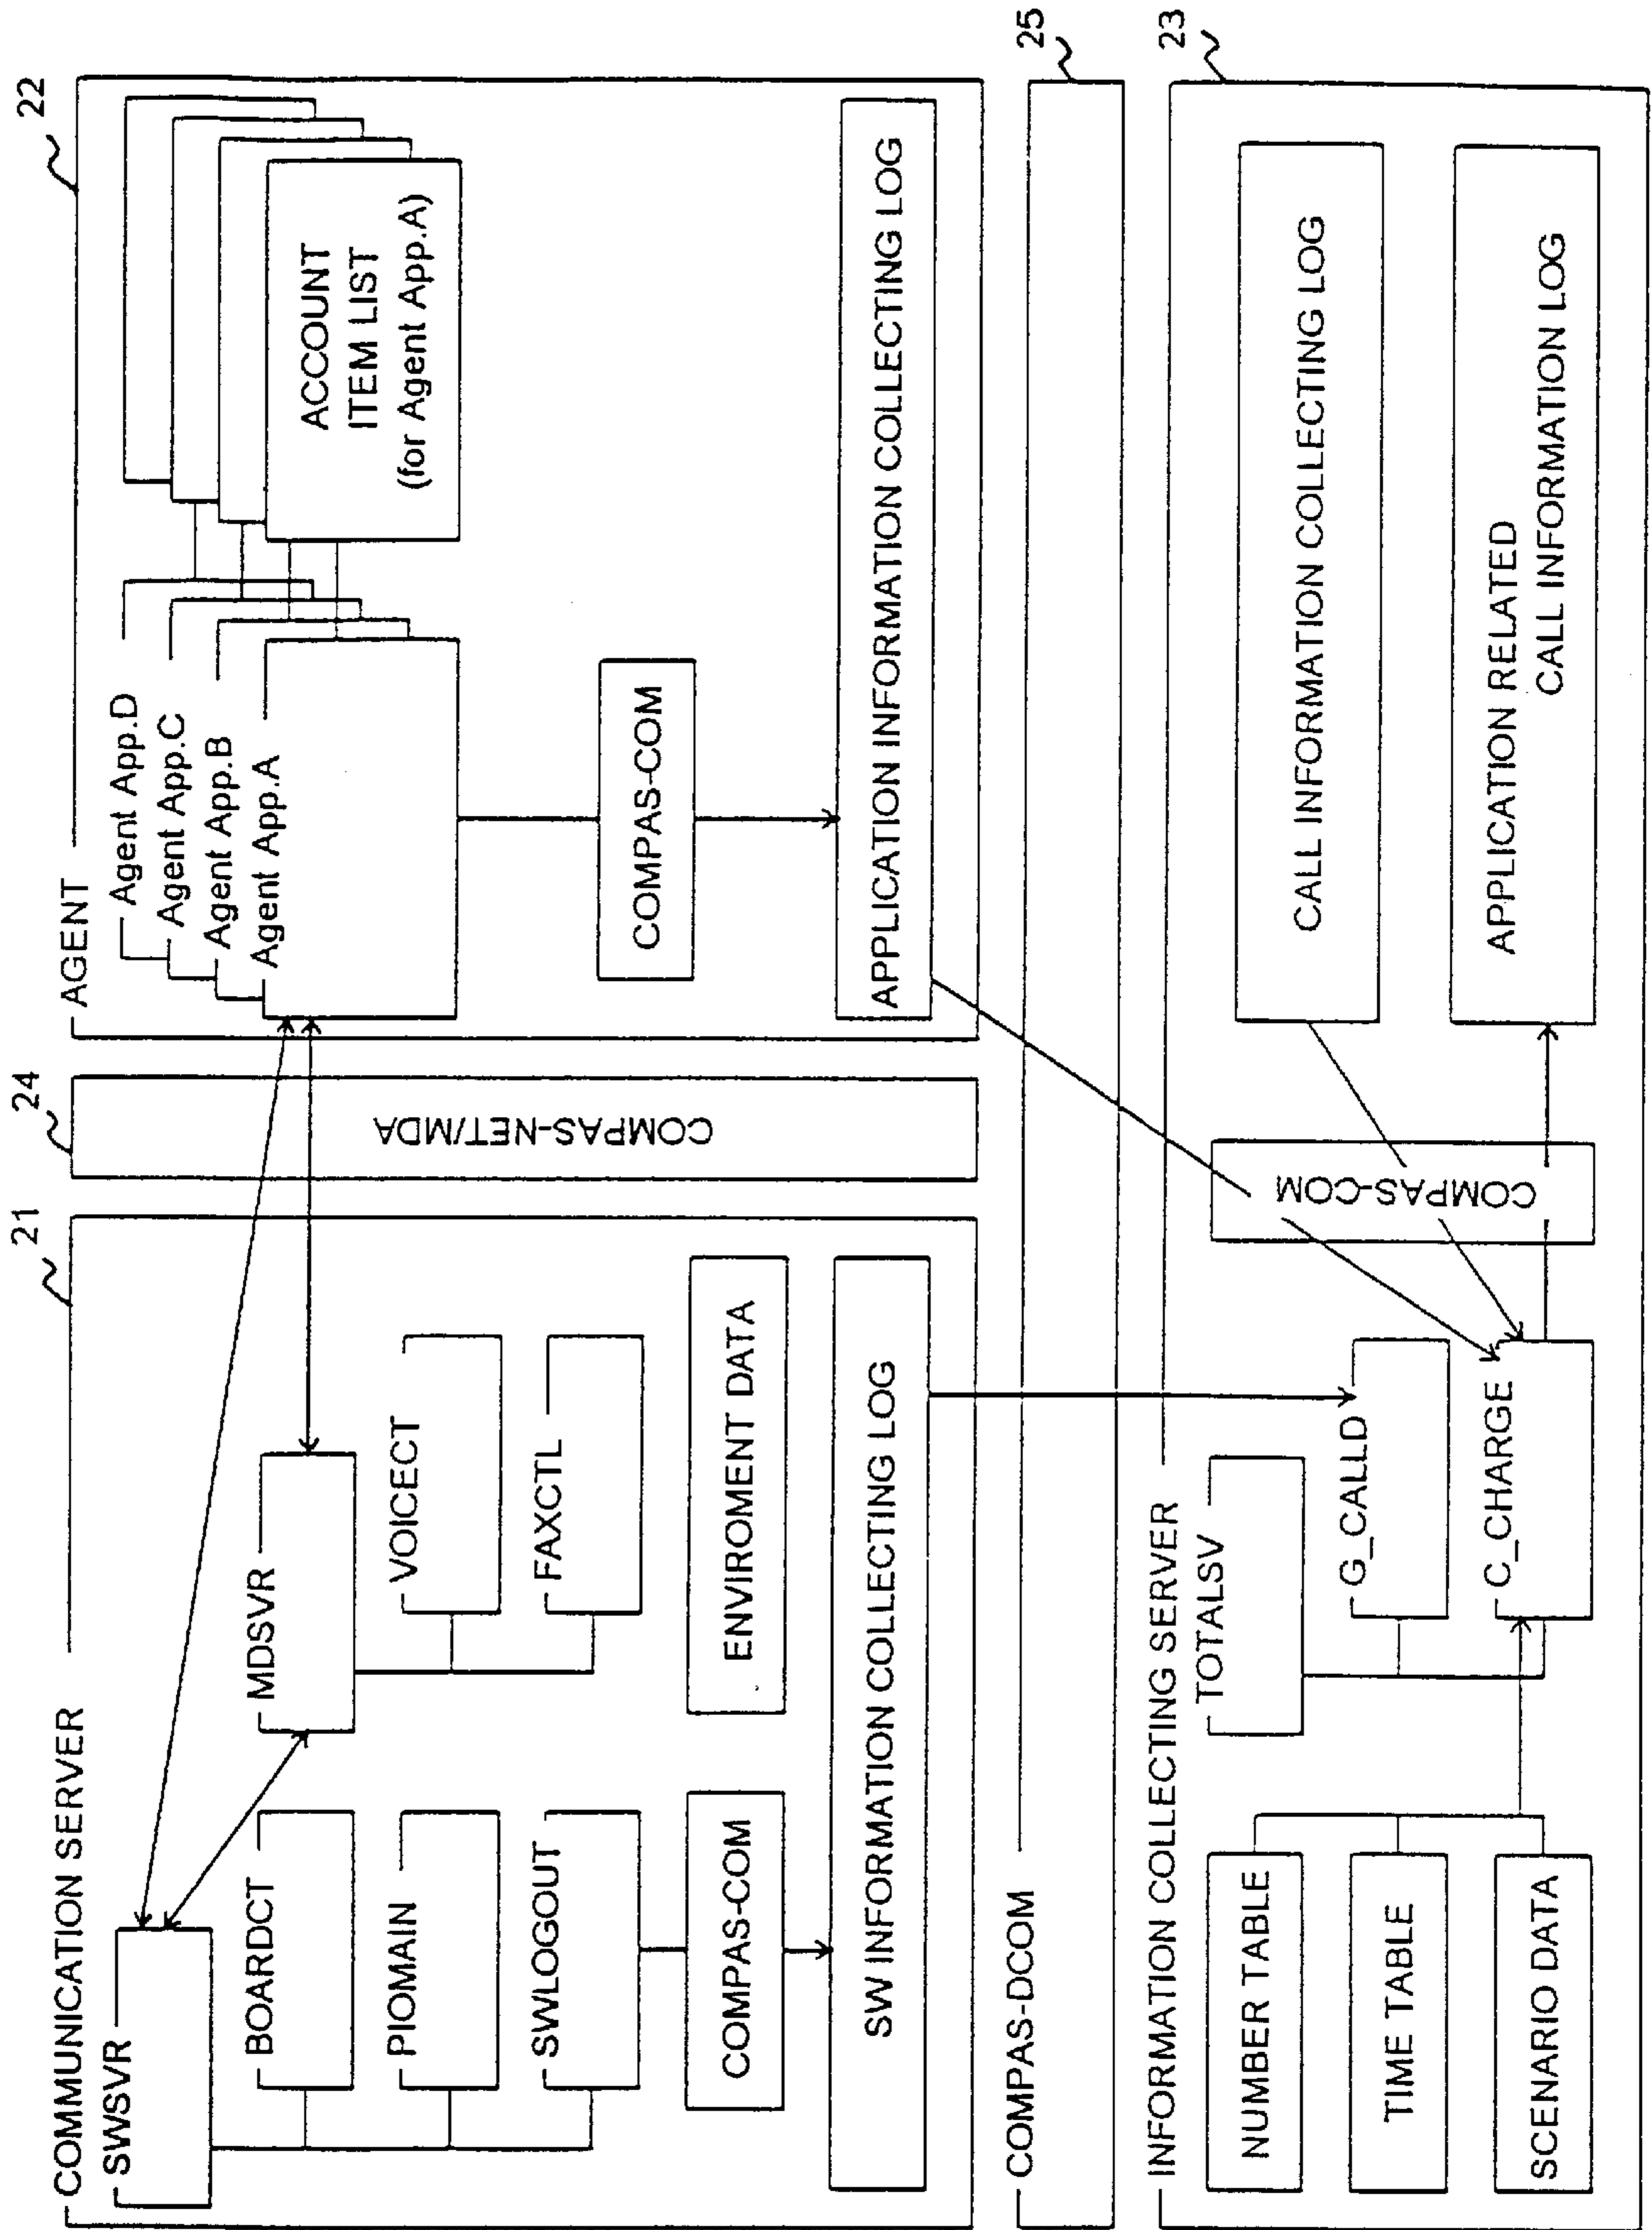 21
COMMUNICATION SERVER
SWSVR
BOARDCT
PIOMAIN
SWLOGOUT
COMPAS-COM
MDSVR
VOICECT
FAXCTL
ENVIROMENT DATA
SW INFORMATION COLLECTING LOG
24
COMPAS-NET/MDA
22
AGENT
Agent App.D
Agent App.C
Agent App.B
Agent App.A
ACCOUNT
ITEM LIST
(for Agent App.A)
COMPAS-COM
APPLICATION INFORMATION COLLECTING LOG
25
COMPAS-DCOM
23
INFORMATION COLLECTING SERVER
NUMBER TABLE
TIME TABLE
SCENARIO DATA
TOTALSV
G_CALLD
C_CHARGE
COMPAS-COM
CALL INFORMATION COLLECTING LOG
APPLICATION RELATED
CALL INFORMATION LOG